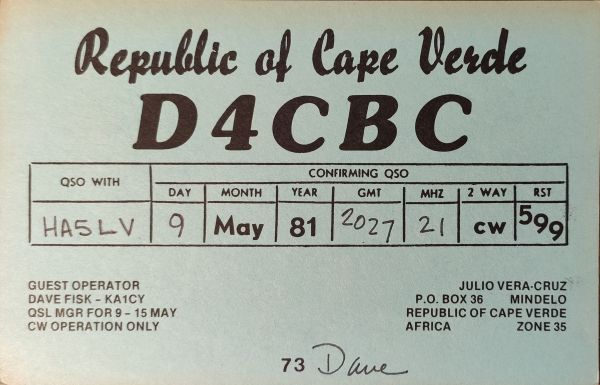 Republic of Cape Verde
D4CBC
QSO WITH CONFIRMING QSO
DAY MONTH YEAR GMT MHZ 2 WAY RST
HA5LV 9 May 81 2027 21 CW 599
GUEST OPERATOR
DAVE FISK - KA1CY
QSL MGR FOR 9 - 15 MAY
CW OPERATION ONLY
JULIO VERA-CRUZ
P.O. BOX 36 MINDELO
REPUBLIC OF CAPE VERDE
AFRICA ZONE 35
73 Dave